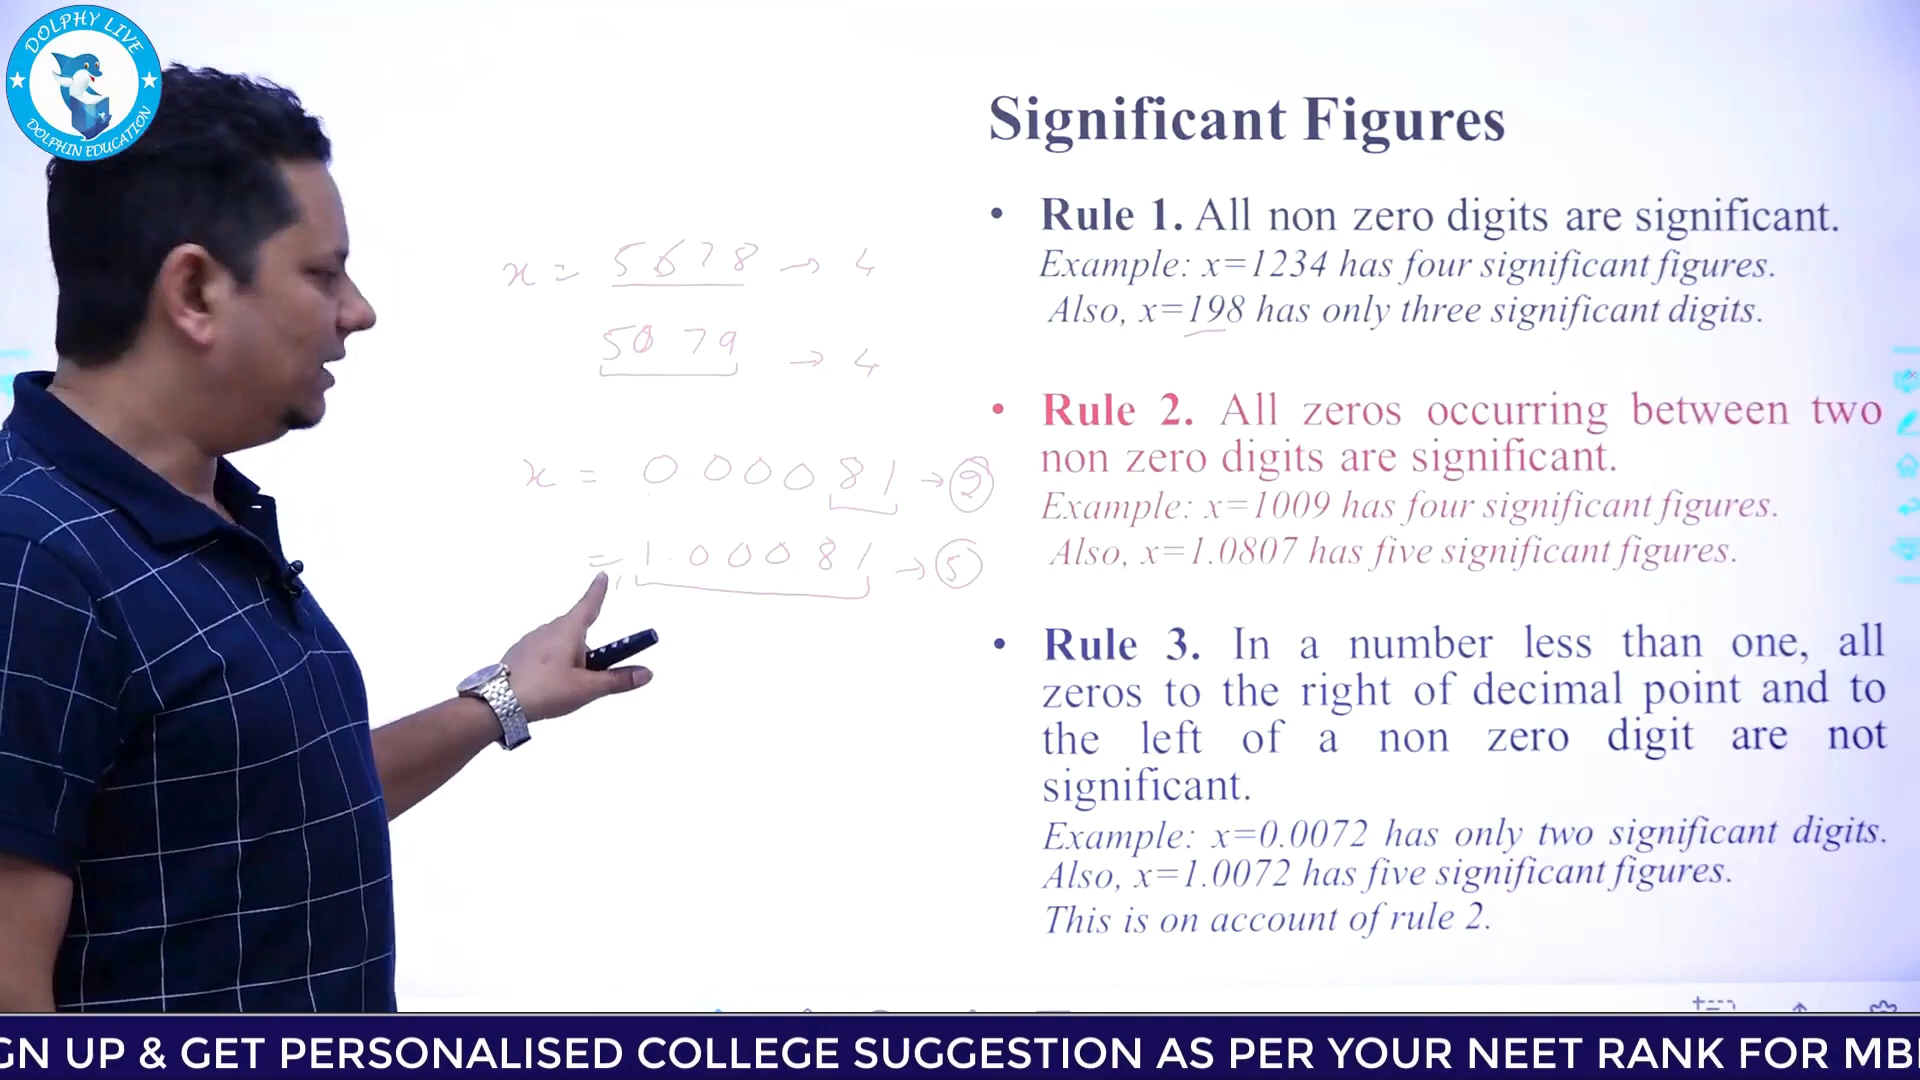 DOLPHY LIVE
DOLPHIN EDUCATION
Significant Figures
• Rule 1. All non zero digits are significant.
Example: x=1234 has four significant figures.
Also, x=198 has only three significant digits.
• Rule 2. All zeros occurring between two
non zero digits are significant.
Example: x=1009 has four significant figures.
Also, x=1.0807 has five significant figures.
• Rule 3. In a number less than one, all
zeros to the right of decimal point and to
the left of a non zero digit are not
significant.
Example: x=0.0072 has only two significant digits.
Also, x=1.0072 has five significant figures.
This is on account of rule 2.
x = 5678 → 4
5079 → 4
x = 0.00081 → 2
= 1.00081 → 5
GN UP & GET PERSONALISED COLLEGE SUGGESTION AS PER YOUR NEET RANK FOR MB